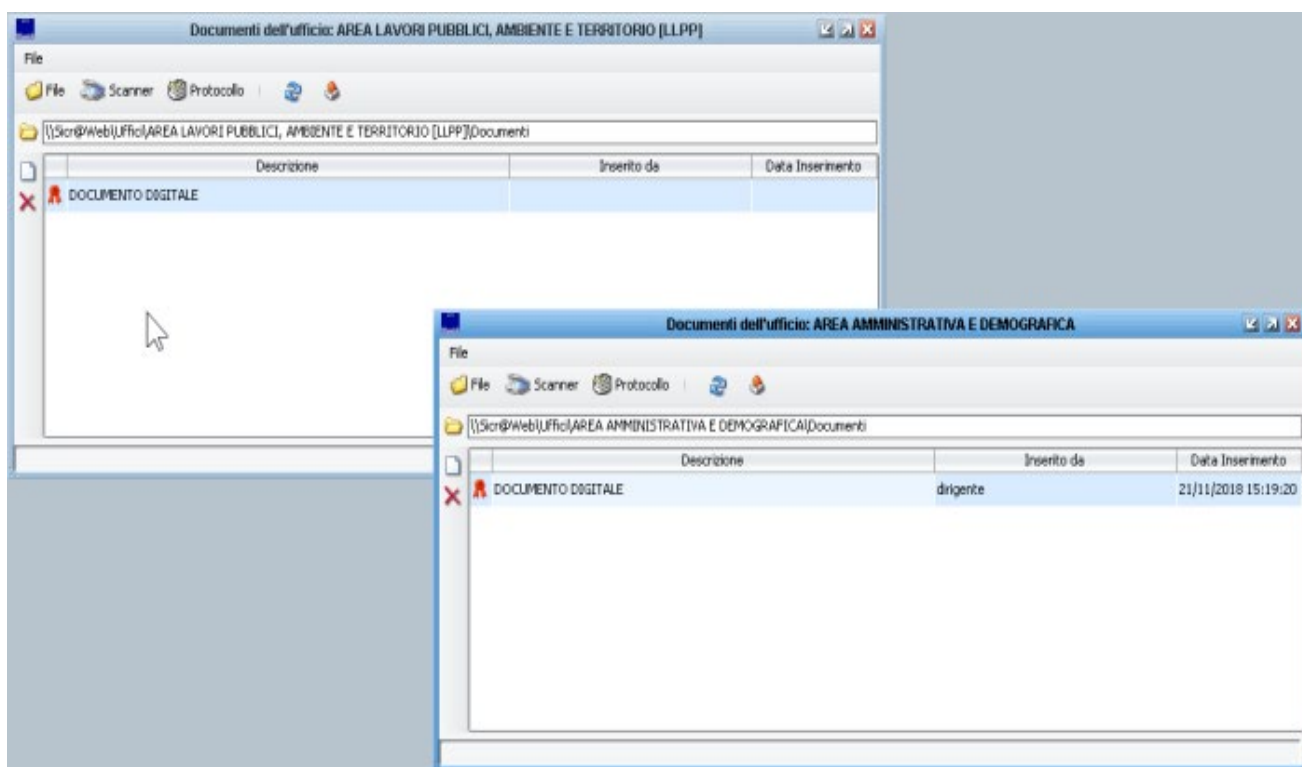 Documenti dell'ufficio: AREA LAVORI PUBBLICI, AMBIENTE E TERRITORIO [LLPP]
File
File Scanner Protocollo
\\Sicr@Web\Uffici\AREA LAVORI PUBBLICI, AMBIENTE E TERRITORIO [LLPP]\Documenti
Descrizione Inserito da Data Inserimento
DOCUMENTO DIGITALE
Documenti dell'ufficio: AREA AMMINISTRATIVA E DEMOGRAFICA
File
File Scanner Protocollo
\\Sicr@Web\Uffici\AREA AMMINISTRATIVA E DEMOGRAFICA\Documenti
Descrizione Inserito da Data Inserimento
DOCUMENTO DIGITALE dirigente 21/11/2018 15:19:20